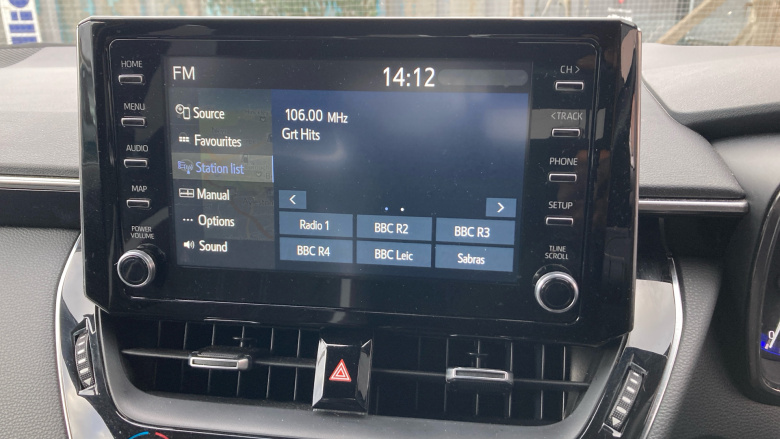 HOME
MENU
AUDIO
MAP
POWER
VOLUME
FM
14:12
Source
Favourites
Station list
Manual
Options
Sound
106.00 MHz
Grt Hits
<
>
Radio 1
BBC R2
BBC R3
BBC R4
BBC Leic
Sabras
CH >
< TRACK
PHONE
SETUP
TUNE
SCROLL